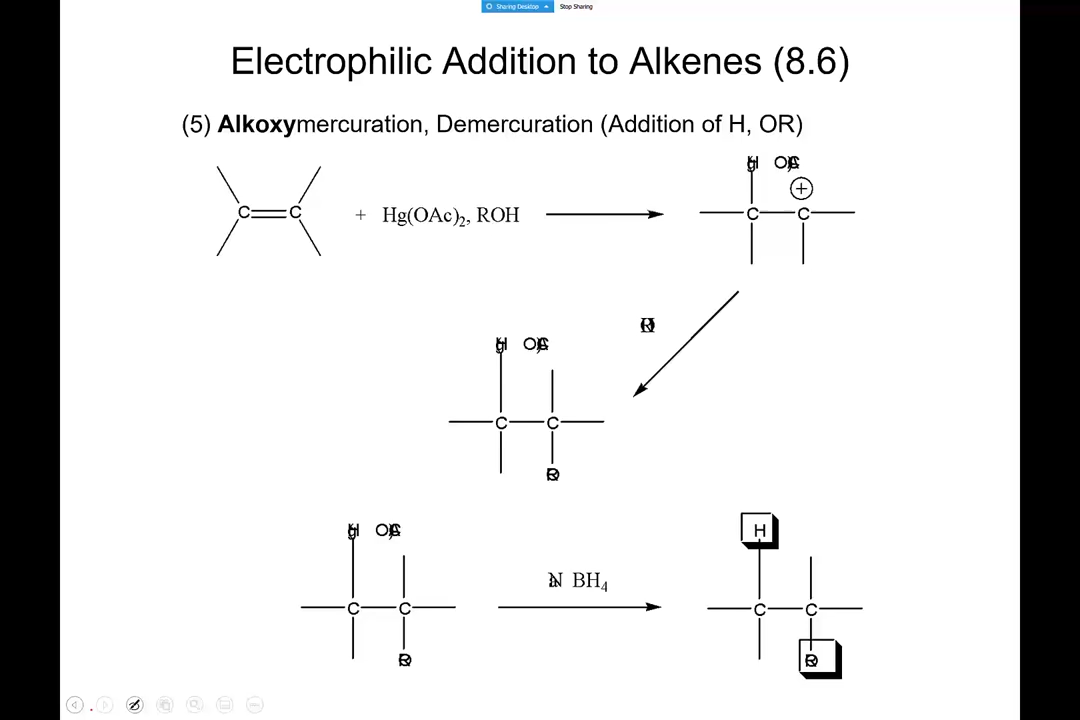 Sharing Desktop Stop Sharing
Electrophilic Addition to Alkenes (8.6)
(5) Alkoxymercuration, Demercuration (Addition of H, OR)
C C + Hg(OAc)2, ROH
+
C C
C C
C C
Na BH4
H
C C